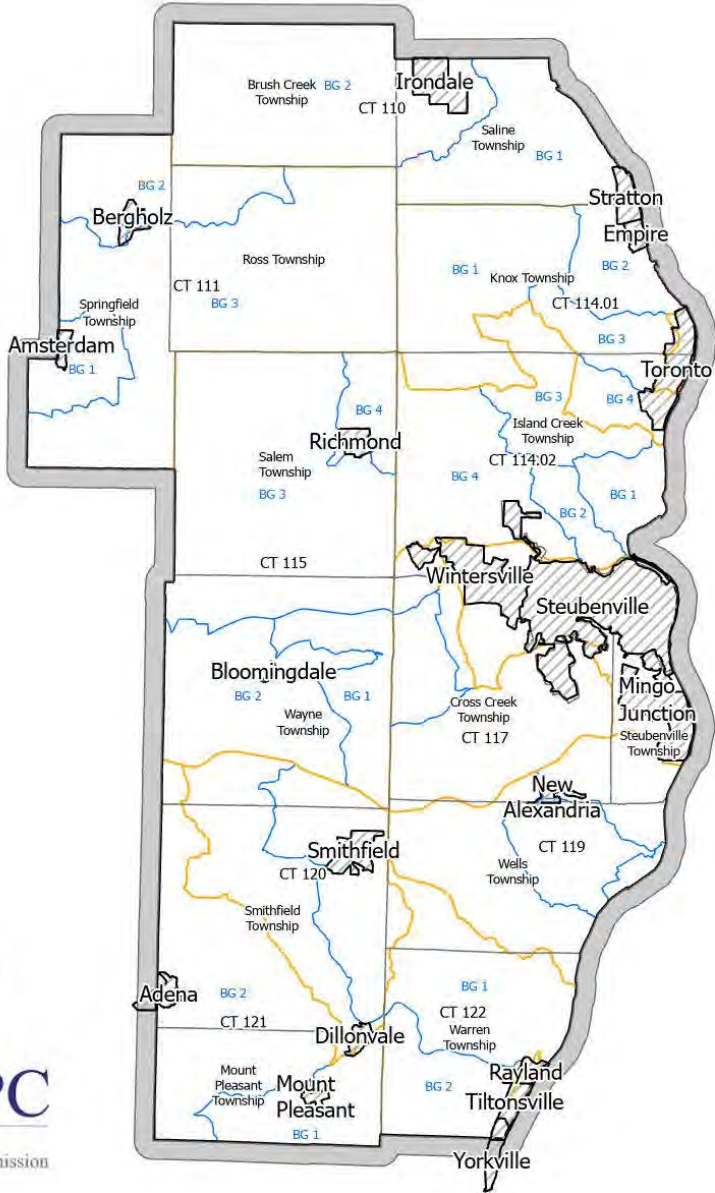 Brush Creek
Township
BG 2
Irondale
CT 110
Saline
Township
BG 1
BG 2
Bergholz
Stratton
Empire
Ross Township
BG 1
Knox Township
BG 2
CT 111
BG 3
CT 114.01
Springfield
Township
Amsterdam
BG 1
BG 3
Toronto
BG 4
Richmond
BG 3
BG 4
Island Creek
Township
Salem
Township
CT 114.02
BG 3
BG 4
BG 1
BG 2
CT 115
Wintersville
Steubenville
Bloomingdale
BG 2
BG 1
Wayne
Township
Cross Creek
Township
CT 117
Mingo
Junction
Steubenville
Township
New
Alexandria
Smithfield
CT 119
CT 120
Wells
Township
Smithfield
Township
Adena
BG 2
BG 1
CT 121
CT 122
Dillonvale
Warren
Township
Mount
Pleasant
Township
Mount
Pleasant
BG 2
Rayland
Tiltonsville
PC
BG 1
mission
Yorkville